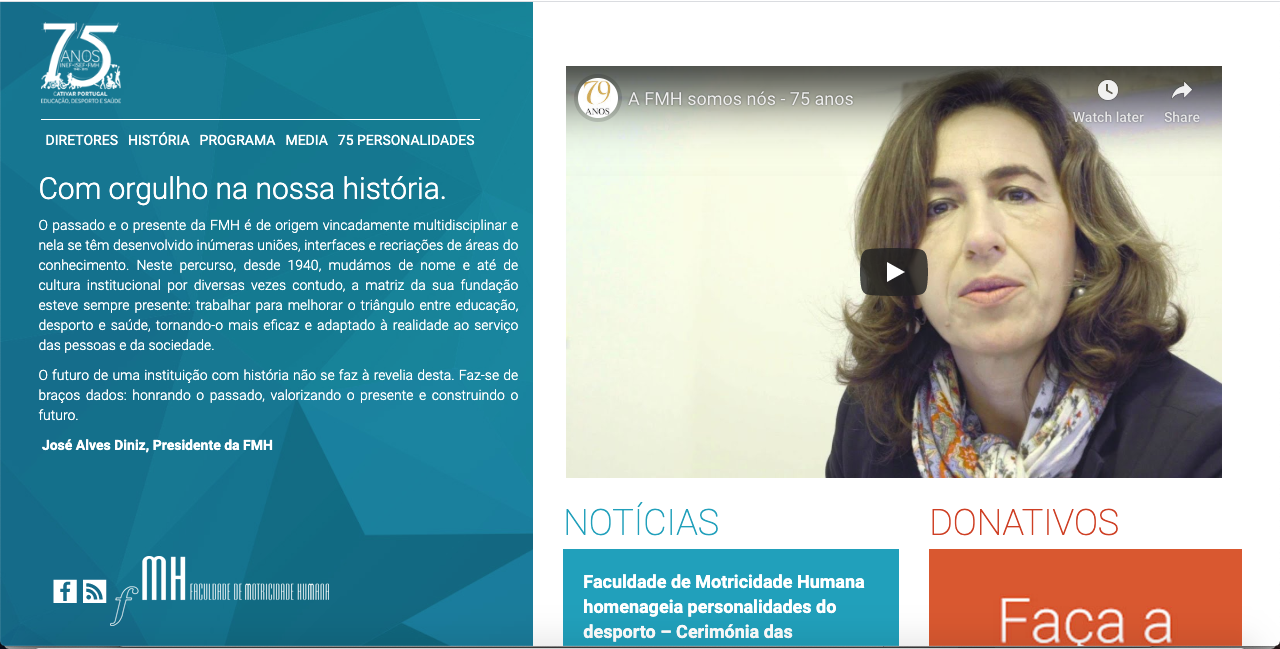 75
ANOS
INEF-ISEF-FMH
CATIVAR PORTUGAL
EDUCAÇÃO, DESPORTO E SAÚDE
DIRETORES HISTÓRIA PROGRAMA MEDIA 75 PERSONALIDADES
Com orgulho na nossa história.
O passado e o presente da FMH é de origem vincadamente multidisciplinar e
nela se têm desenvolvido inúmeras uniões, interfaces e recriações de áreas do
conhecimento. Neste percurso, desde 1940, mudámos de nome e até de
cultura institucional por diversas vezes contudo, a matriz da sua fundação
esteve sempre presente: trabalhar para melhorar o triângulo entre educação,
desporto e saúde, tornando-o mais eficaz e adaptado à realidade ao serviço
das pessoas e da sociedade.
O futuro de uma instituição com história não se faz à revelia desta. Faz-se de
braços dados: honrando o passado, valorizando o presente e construindo o
futuro.
José Alves Diniz, Presidente da FMH
fMH FACULDADE DE MOTRICIDADE HUMANA
79
ANOS
A FMH somos nós - 75 anos
Watch later Share
NOTÍCIAS
Faculdade de Motricidade Humana
homenageia personalidades do
desporto – Cerimónia das
DONATIVOS
Faça a